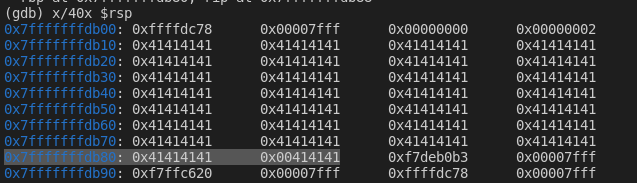 (gdb) x/40x $rsp
0x7fffffffdb00: 0xffffdc78 0x00007fff 0x00000000 0x00000002
0x7fffffffdb10: 0x41414141 0x41414141 0x41414141 0x41414141
0x7fffffffdb20: 0x41414141 0x41414141 0x41414141 0x41414141
0x7fffffffdb30: 0x41414141 0x41414141 0x41414141 0x41414141
0x7fffffffdb40: 0x41414141 0x41414141 0x41414141 0x41414141
0x7fffffffdb50: 0x41414141 0x41414141 0x41414141 0x41414141
0x7fffffffdb60: 0x41414141 0x41414141 0x41414141 0x41414141
0x7fffffffdb70: 0x41414141 0x41414141 0x41414141 0x41414141
0x7fffffffdb80: 0x41414141 0x00414141 0xf7deb0b3 0x00007fff
0x7fffffffdb90: 0xf7ffc620 0x00007fff 0xffffdc78 0x00007fff